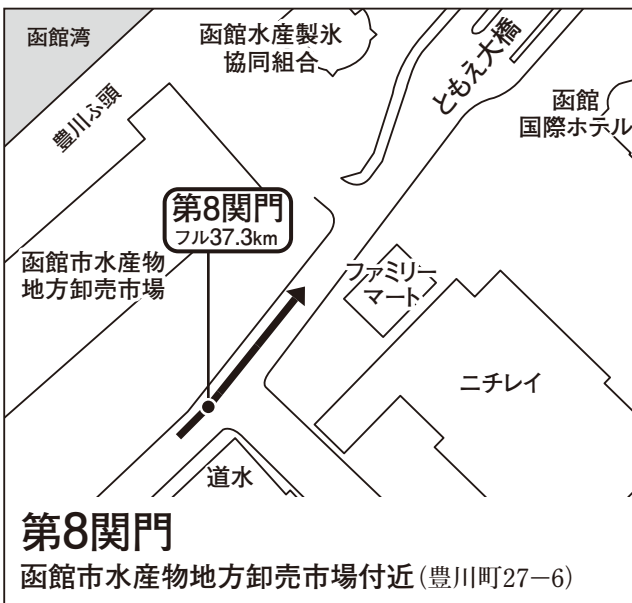 函館湾
函館水産製氷
協同組合
ともえ大橋
函館
国際ホテル
豊川ふ頭
第8関門
フル37.3km
函館市水産物
地方卸売市場
ファミリー
マート
ニチレイ
道水
第8関門
函館市水産物地方卸売市場付近(豊川町27−6)